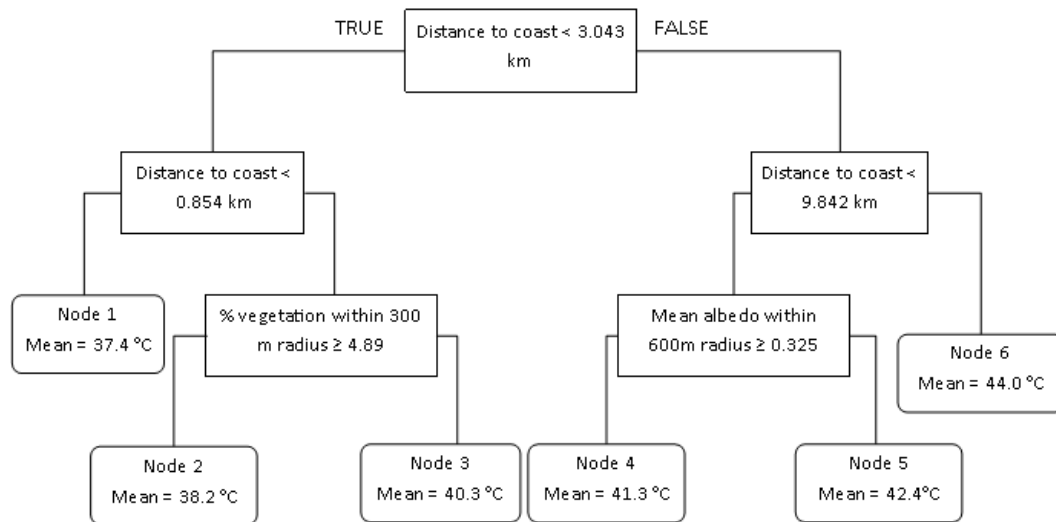 TRUE
Distance to coast < 3.043
km
FALSE
Distance to coast <
0.854 km
Distance to coast <
9.842 km
Node 1
Mean = 37.4 °C
% vegetation within 300
m radius ≥ 4.89
Mean albedo within
600m radius ≥ 0.325
Node 6
Mean = 44.0 °C
Node 2
Mean = 38.2 °C
Node 3
Mean = 40.3 °C
Node 4
Mean = 41.3 °C
Node 5
Mean = 42.4°C